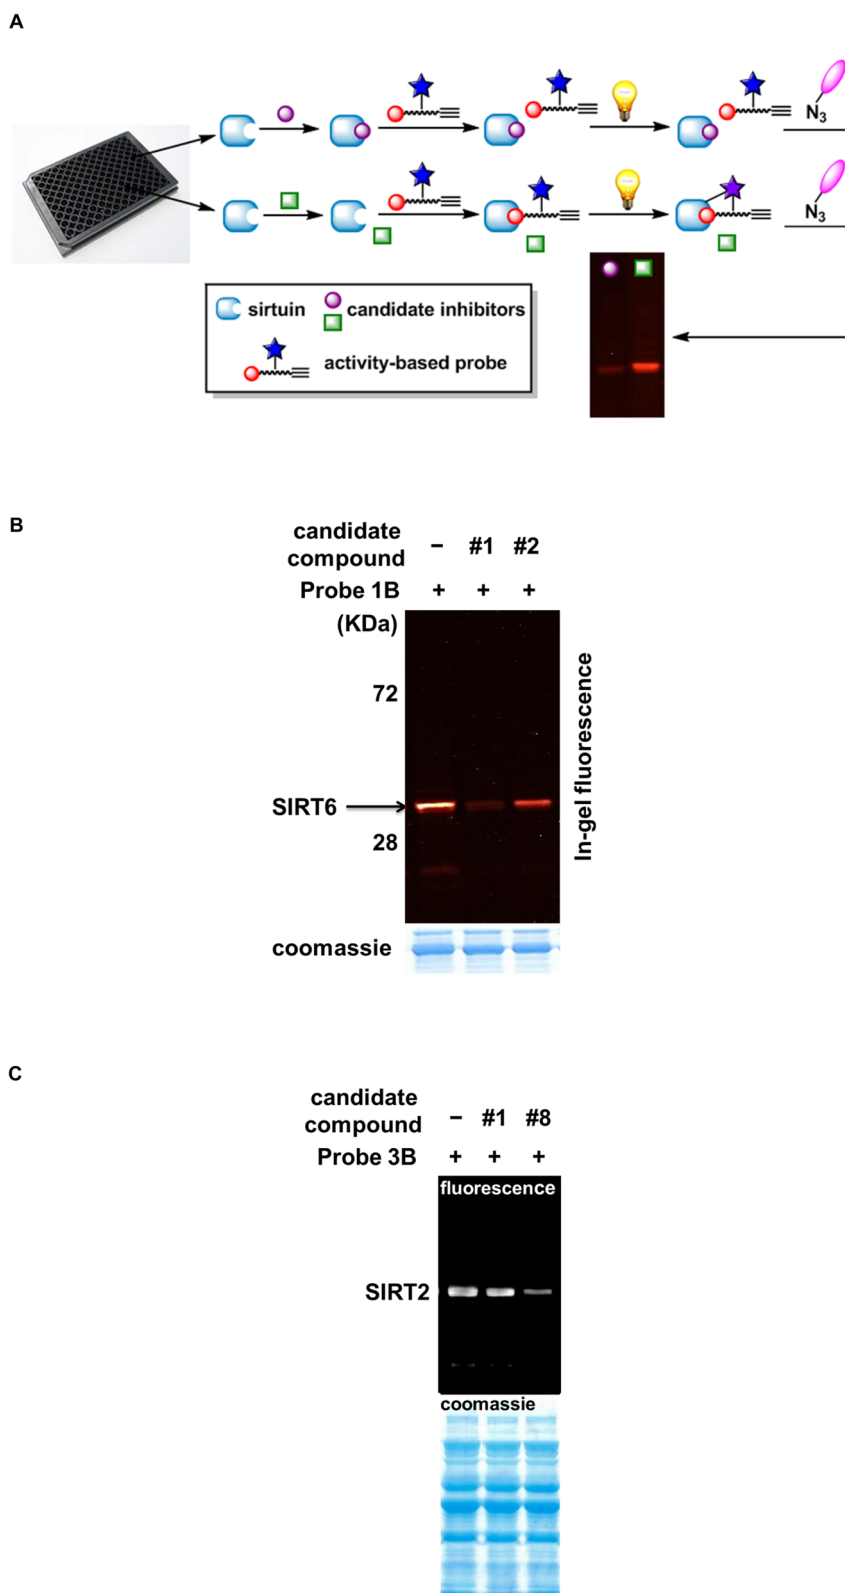 A
N3
N3
sirtuin
candidate inhibitors
activity-based probe
B
candidate
compound
– #1 #2
Probe 1B + + +
(KDa)
72
SIRT6
28
In-gel fluorescence
coomassie
C
candidate
compound
– #1 #8
Probe 3B + + +
fluorescence
SIRT2
coomassie